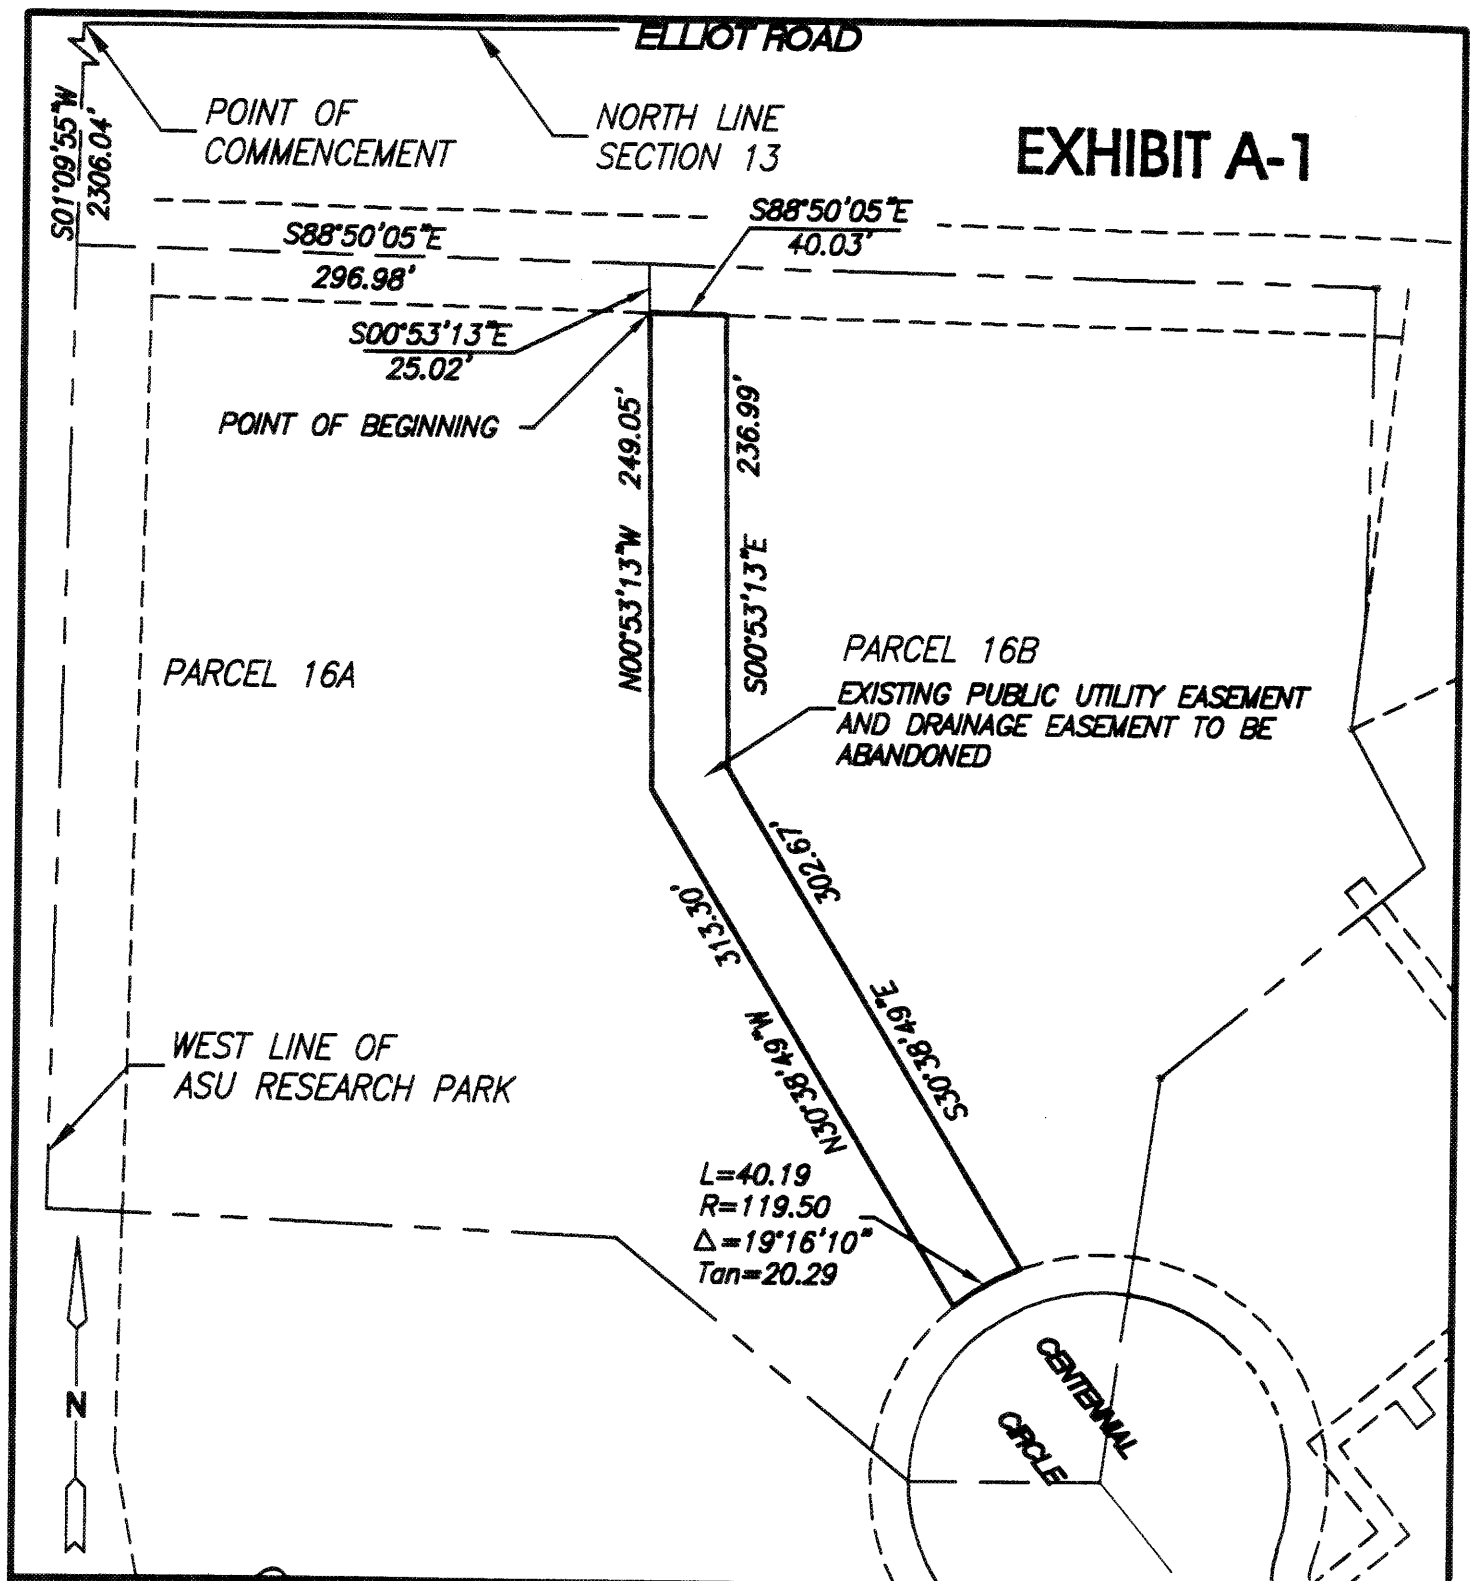 ELLIOT ROAD
EXHIBIT A-1
POINT OF
COMMENCEMENT
NORTH LINE
SECTION 13
S01°09'55"W
2306.04'
S88°50'05"E
296.98'
S88°50'05"E
40.03'
S00°53'13"E
25.02'
POINT OF BEGINNING
N00°53'13"W 249.05'
S00°53'13"E 236.99'
PARCEL 16A
PARCEL 16B
EXISTING PUBLIC UTILITY EASEMENT
AND DRAINAGE EASEMENT TO BE
ABANDONED
N30°38'49"W 313.30'
S30°38'49"E 302.67'
WEST LINE OF
ASU RESEARCH PARK
L=40.19
R=119.50
Δ=19°16'10"
Tan=20.29
CENTENNIAL
CIRCLE
N